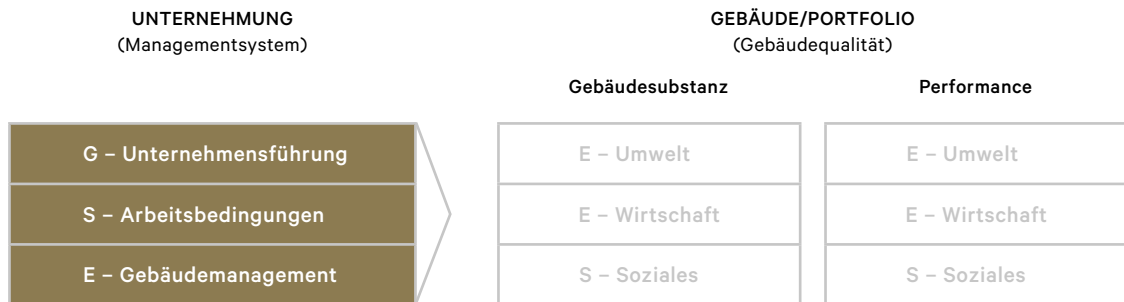 UNTERNEHMUNG
(Managementsystem)
GEBÄUDE/PORTFOLIO
(Gebäudequalität)
Gebäudesubstanz
Performance
G – Unternehmensführung
E – Umwelt
E – Umwelt
S – Arbeitsbedingungen
E – Wirtschaft
E – Wirtschaft
E – Gebäudemanagement
S – Soziales
S – Soziales